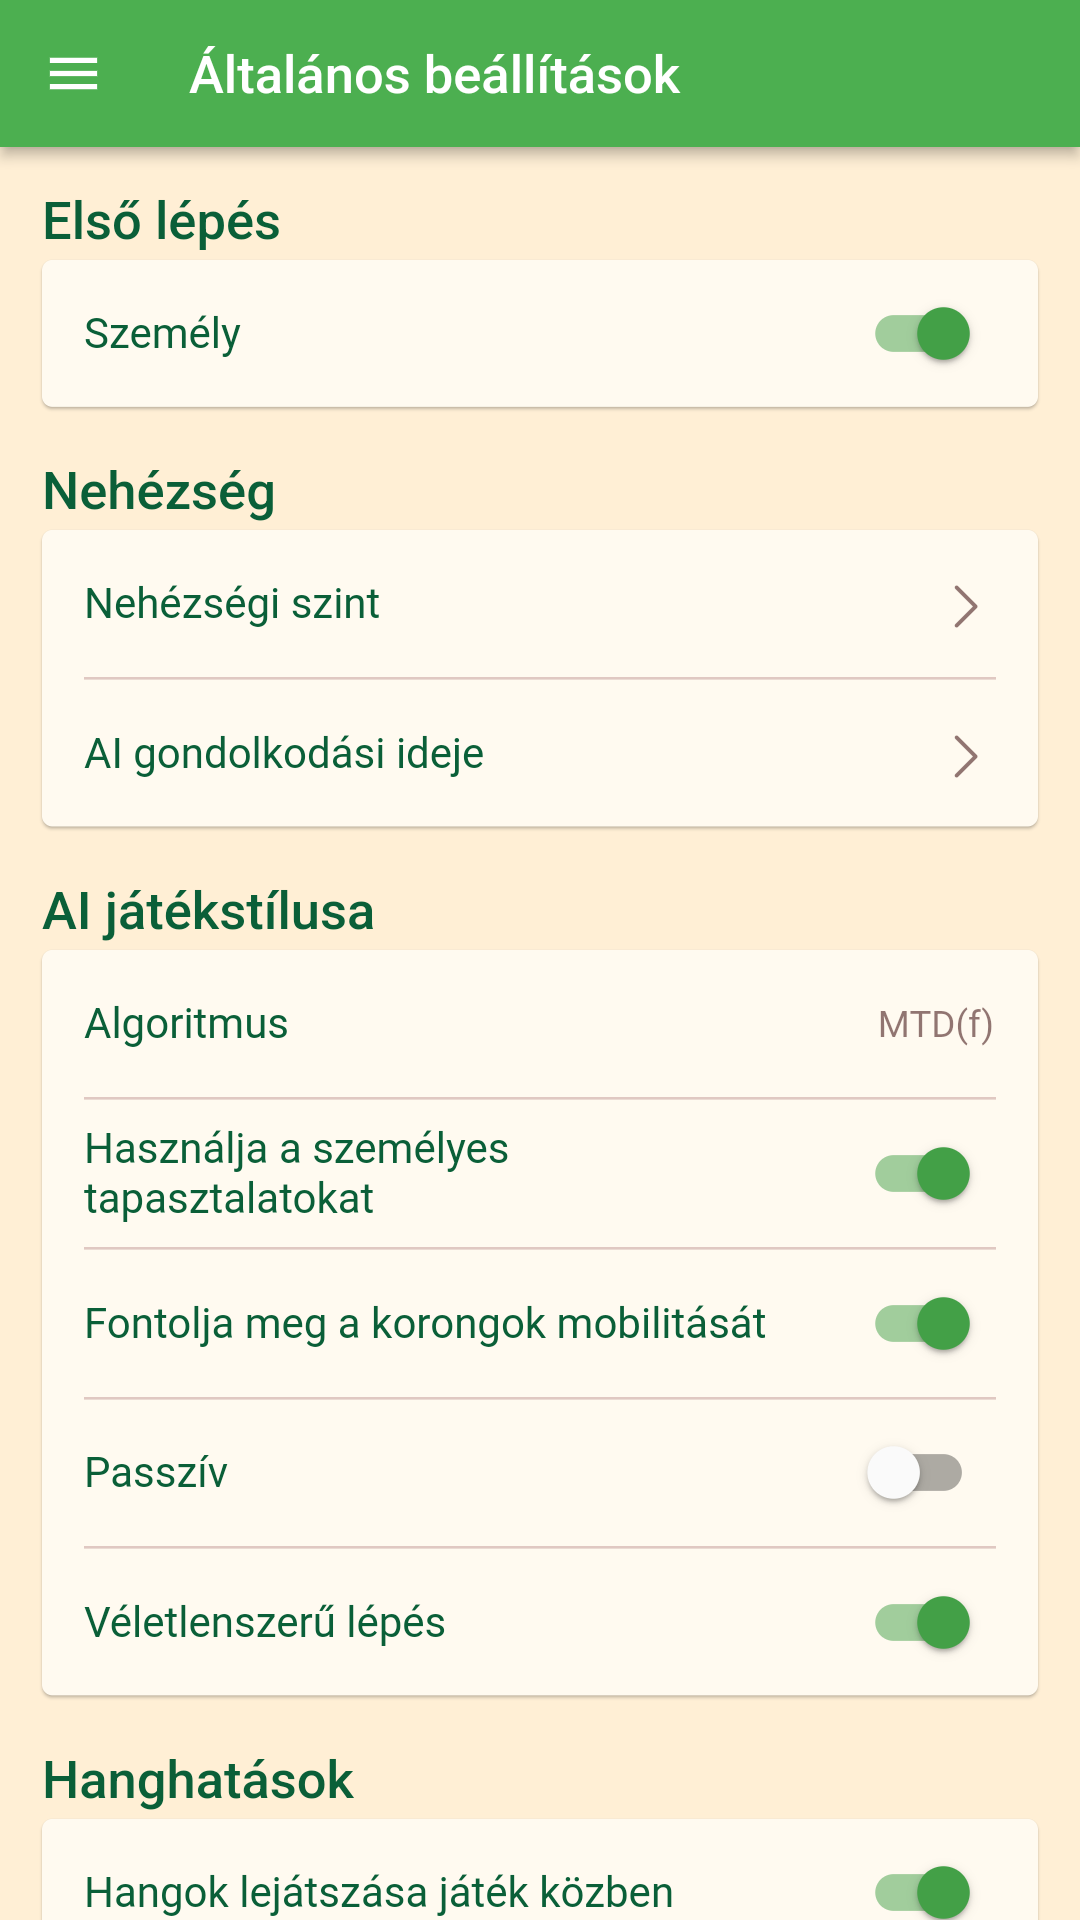 Általános beállítások
Első lépés
Személy
Nehézség
Nehézségi szint
AI gondolkodási ideje
AI játékstílusa
Algoritmus MTD(f)
Használja a személyes
tapasztalatokat
Fontolja meg a korongok mobilitását
Passzív
Véletlenszerű lépés
Hanghatások
Hangok lejátszása játék közben